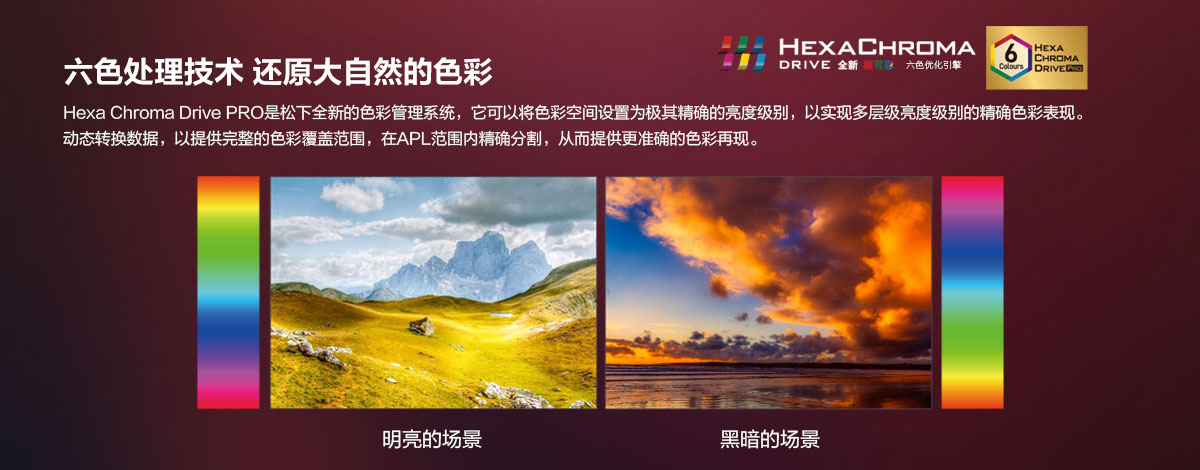 六色处理技术 还原大自然的色彩
HEXACHROMA
DRIVE 全新 六色优化引擎
6
Colours
HEXA
CHROMA
DRIVE PRO
Hexa Chroma Drive PRO是松下全新的色彩管理系统，它可以将色彩空间设置为极其精确的亮度级别，以实现多层级亮度级别的精确色彩表现。
动态转换数据，以提供完整的色彩覆盖范围，在APL范围内精确分割，从而提供更准确的色彩再现。
明亮的场景
黑暗的场景